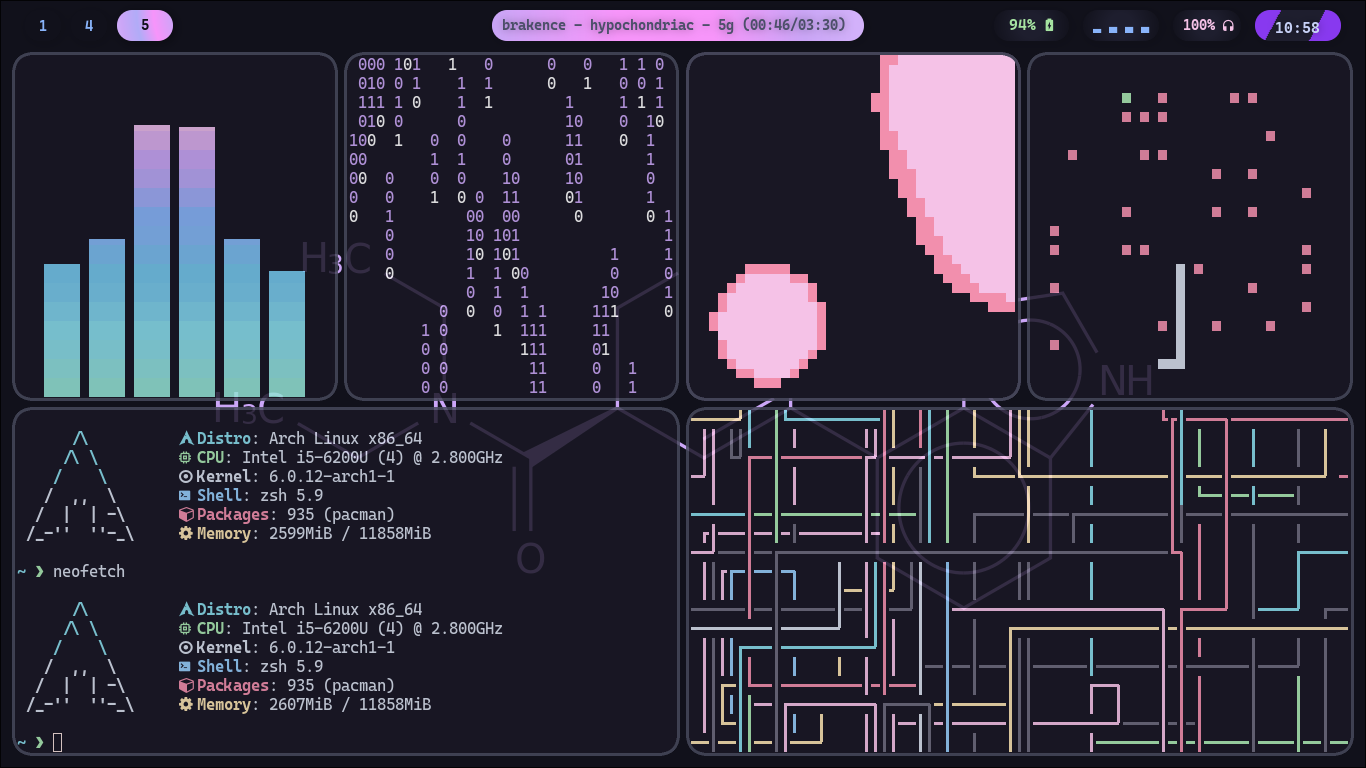 1 4 5
brakence - hypochondriac - 5g (00:46/03:30)
94%
100%
10:58
H₃C
H₃C
N
O
NH
Distro: Arch Linux x86_64
CPU: Intel i5-6200U (4) @ 2.800GHz
Kernel: 6.0.12-arch1-1
Shell: zsh 5.9
Packages: 935 (pacman)
Memory: 2599MiB / 11858MiB
~ ❯ neofetch
Distro: Arch Linux x86_64
CPU: Intel i5-6200U (4) @ 2.800GHz
Kernel: 6.0.12-arch1-1
Shell: zsh 5.9
Packages: 935 (pacman)
Memory: 2607MiB / 11858MiB
~ ❯